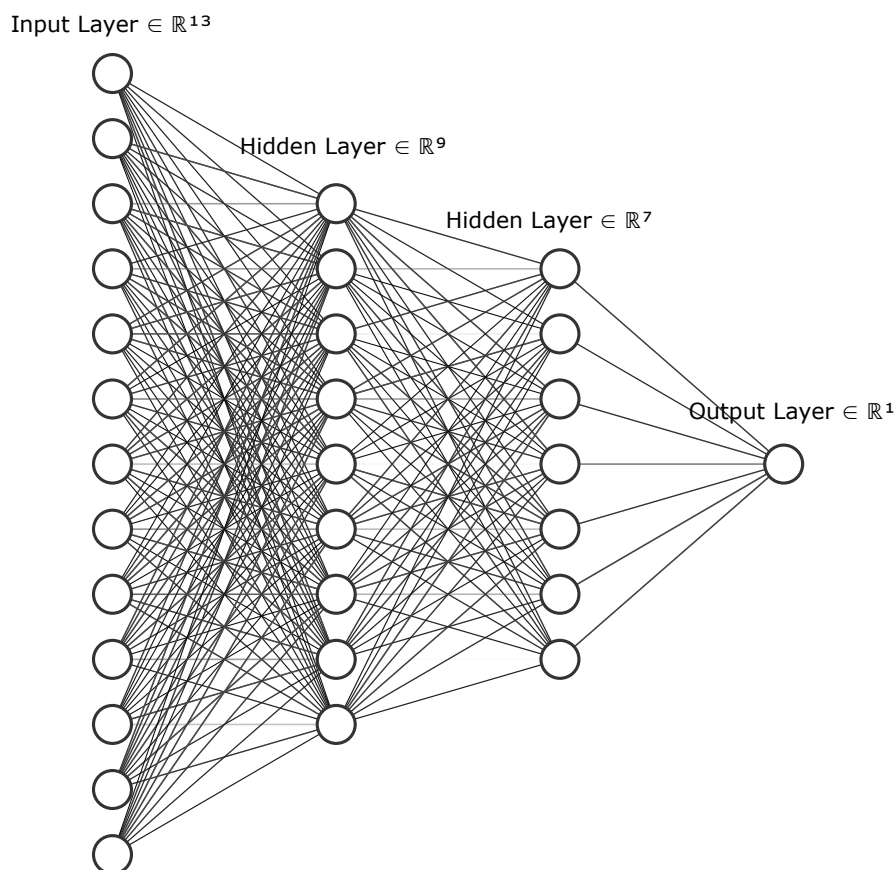 Input Layer ∈ ℝ¹³
Hidden Layer ∈ ℝ⁹
Hidden Layer ∈ ℝ⁷
Output Layer ∈ ℝ¹